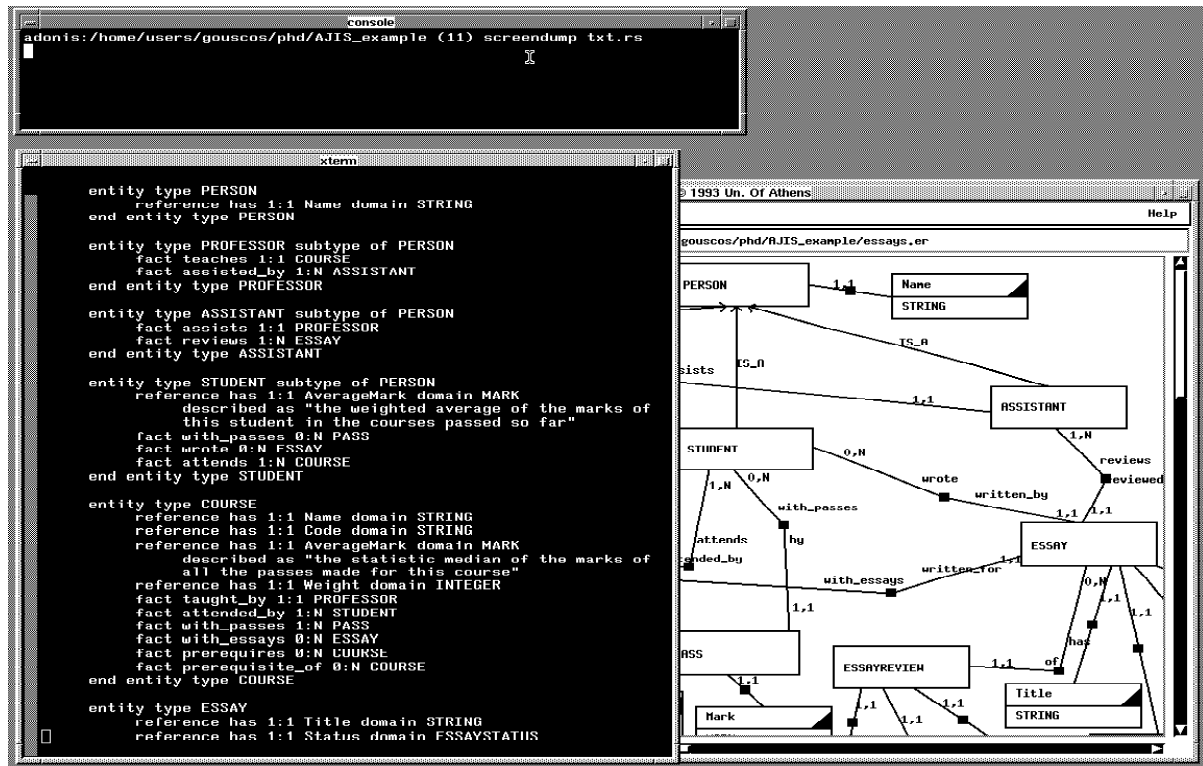 console
adonis:/home/users/gouscos/phd/AJIS_example (11) screendump txt.rs
xterm
entity type PERSON
reference has 1:1 Name domain STRING
end entity type PERSON
entity type PROFESSOR subtype of PERSON
fact teaches 1:1 COURSE
fact assisted_by 1:N ASSISTANT
end entity type PROFESSOR
entity type ASSISTANT subtype of PERSON
fact assists 1:1 PROFESSOR
fact reviews 1:N ESSAY
end entity type ASSISTANT
entity type STUDENT subtype of PERSON
reference has 1:1 AverageMark domain MARK
described as "the weighted average of the marks of
this student in the courses passed so far"
fact with_passes 0:N PASS
fact wrote 0:N ESSAY
fact attends 1:N COURSE
end entity type STUDENT
entity type COURSE
reference has 1:1 Name domain STRING
reference has 1:1 Code domain STRING
reference has 1:1 AverageMark domain MARK
described as "the statistic median of the marks of
all the passes made for this course"
reference has 1:1 Weight domain INTEGER
fact taught_by 1:1 PROFESSOR
fact attended_by 1:N STUDENT
fact with_passes 1:N PASS
fact with_essays 0:N ESSAY
fact prerequires 0:N COURSE
fact prerequisite_of 0:N COURSE
end entity type COURSE
entity type ESSAY
reference has 1:1 Title domain STRING
reference has 1:1 Status domain ESSAYSTATUS
© 1993 Un. Of Athens
Help
gouscos/phd/AJIS_example/essays.er
PERSON
1,1
Name
STRING
IS_A
IS_A
sists
1,1
ASSISTANT
1,N
STUDENT
0,N
reviews
reviewed
1,N
0,N
wrote
written_by
with_passes
1,1
1,1
attends
by
ESSAY
ended_by
with_essays
written_for
1,1
0,N
1,1
1,1
1,1
has
ASS
ESSAYREVIEW
1,1
of
1,1
Title
STRING
Mark
1,1
1,1
1,1